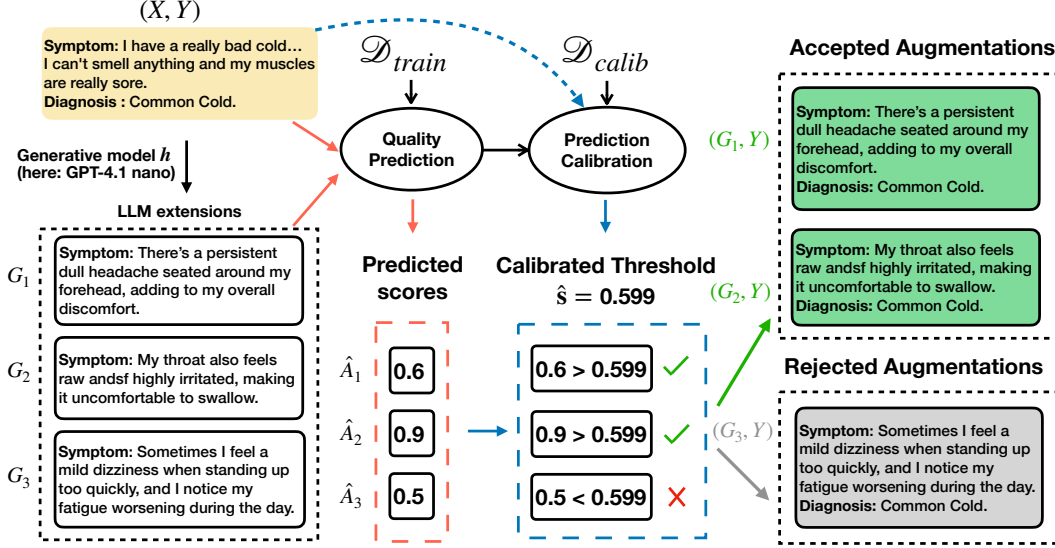 (X, Y)
Symptom: I have a really bad cold...
I can't smell anything and my muscles
are really sore.
Diagnosis : Common Cold.
Generative model h
(here: GPT-4.1 nano)
LLM extensions
G₁
Symptom: There's a persistent
dull headache seated around my
forehead, adding to my overall
discomfort.
G₂
Symptom: My throat also feels
raw andsf highly irritated, making
it uncomfortable to swallow.
G₃
Symptom: Sometimes I feel a
mild dizziness when standing up
too quickly, and I notice my
fatigue worsening during the day.
𝒟train
𝒟calib
Quality
Prediction
Prediction
Calibration
Predicted
scores
Â₁
0.6
Â₂
0.9
Â₃
0.5
Calibrated Threshold
ŝ = 0.599
0.6 > 0.599
0.9 > 0.599
0.5 < 0.599
Accepted Augmentations
(G₁, Y)
Symptom: There's a persistent
dull headache seated around my
forehead, adding to my overall
discomfort.
Diagnosis: Common Cold.
(G₂, Y)
Symptom: My throat also feels
raw andsf highly irritated, making
it uncomfortable to swallow.
Diagnosis: Common Cold.
Rejected Augmentations
(G₃, Y)
Symptom: Sometimes I feel a
mild dizziness when standing up
too quickly, and I notice my
fatigue worsening during the day.
Diagnosis: Common Cold.